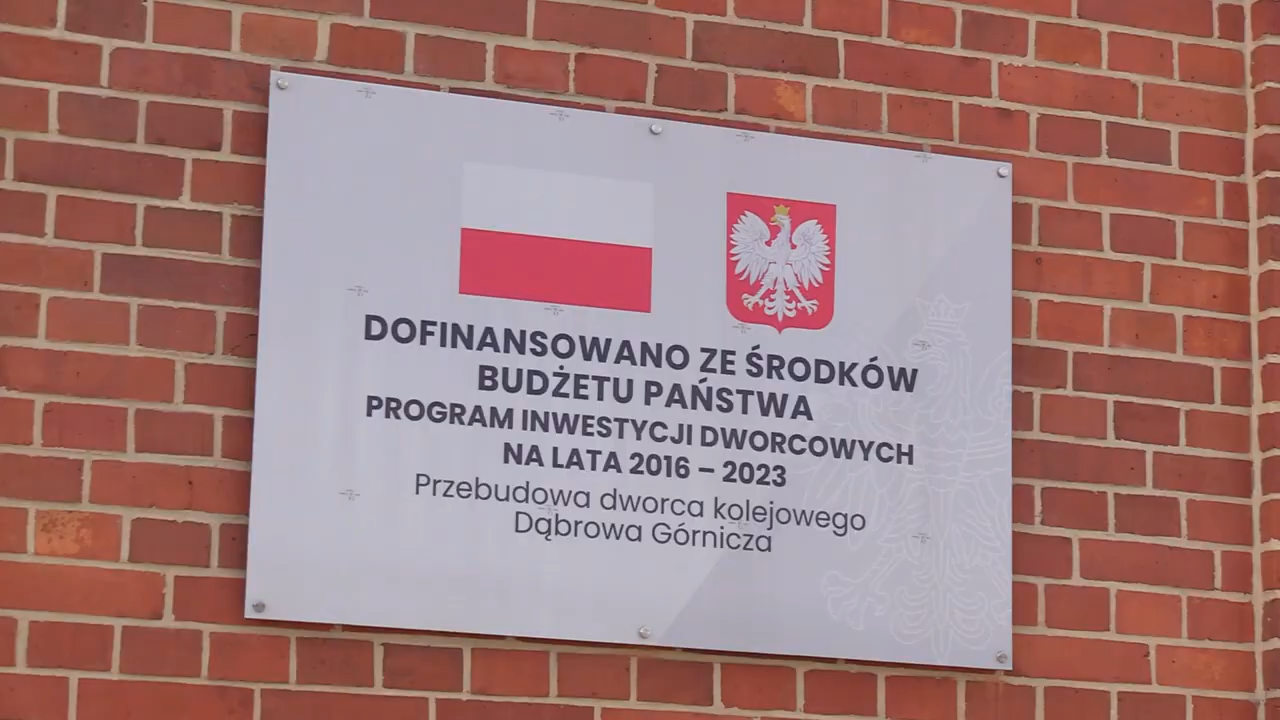 DOFINANSOWANO ZE ŚRODKÓW
BUDŻETU PAŃSTWA
PROGRAM INWESTYCJI DWORCOWYCH
NA LATA 2016 – 2023
Przebudowa dworca kolejowego
Dąbrowa Górnicza